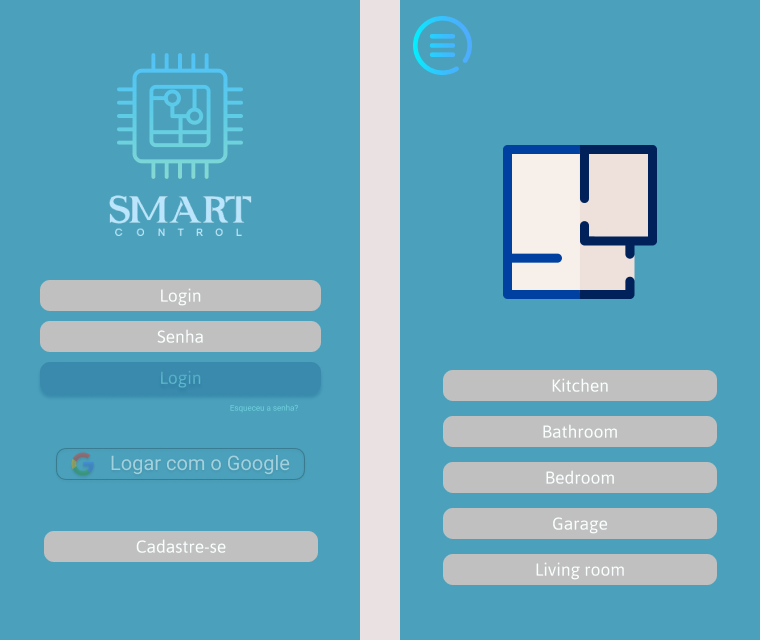 SMART
CONTROL
Login
Senha
Login
Esqueceu a senha?
Logar com o Google
Cadastre-se
Kitchen
Bathroom
Bedroom
Garage
Living room